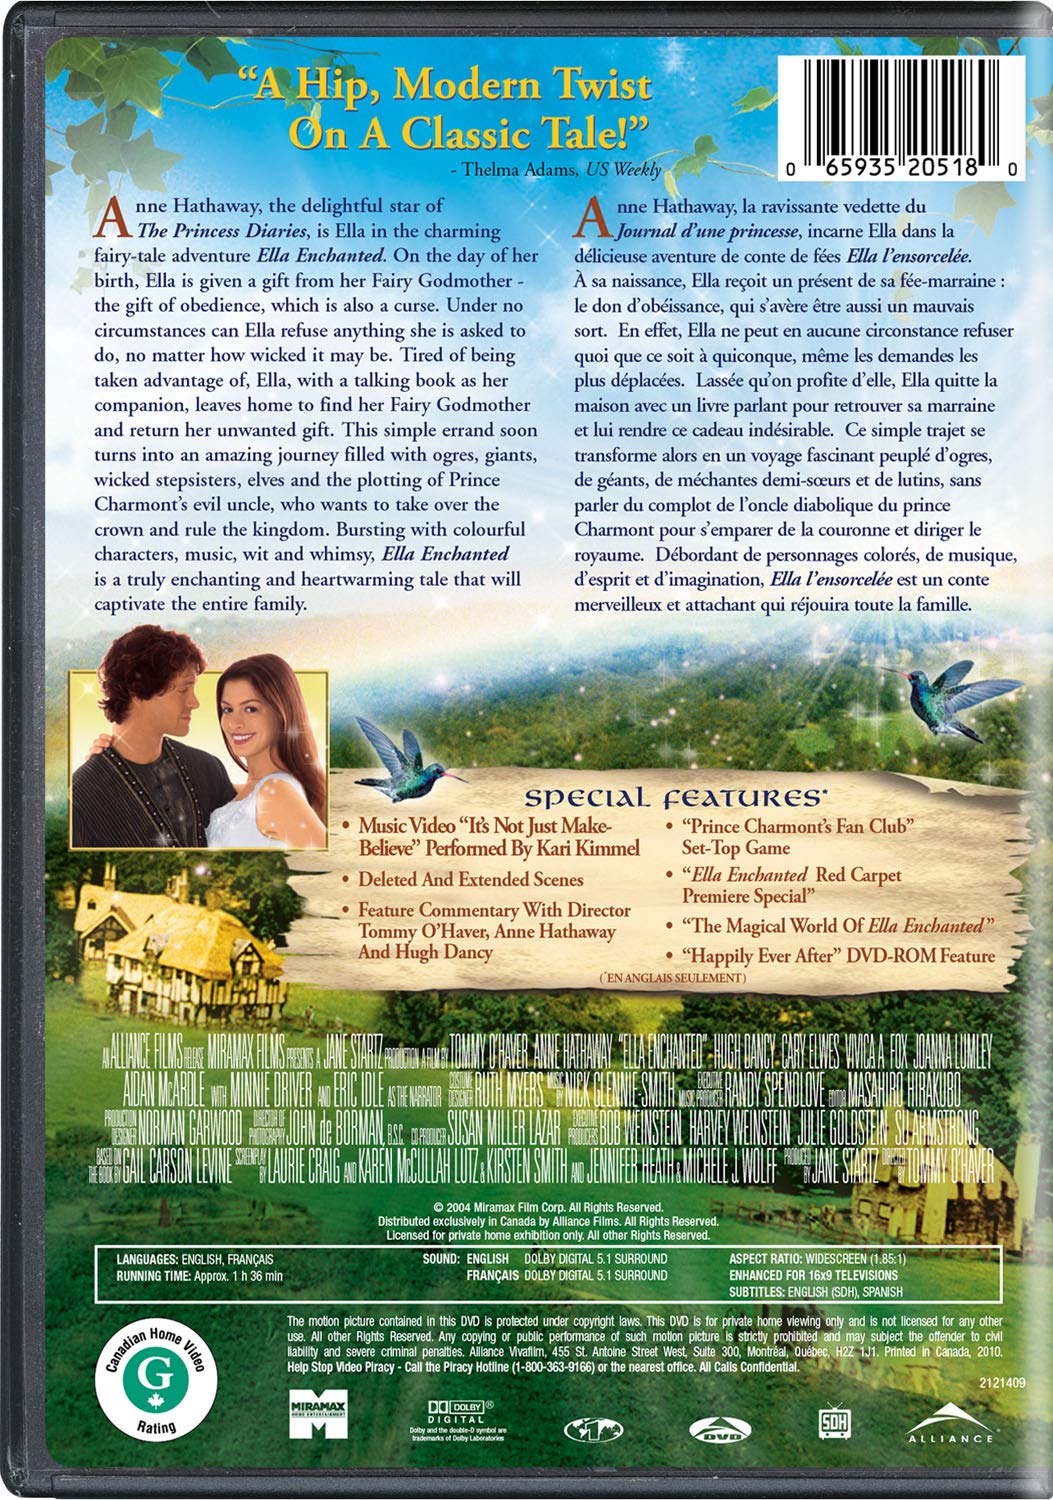 “A Hip, Modern Twist
On A Classic Tale!”
- Thelma Adams, US Weekly
0 65935 20518 0
Anne Hathaway, the delightful star of
The Princess Diaries, is Ella in the charming
fairy-tale adventure Ella Enchanted. On the day of her
birth, Ella is given a gift from her Fairy Godmother -
the gift of obedience, which is also a curse. Under no
circumstances can Ella refuse anything she is asked to
do, no matter how wicked it may be. Tired of being
taken advantage of, Ella, with a talking book as her
companion, leaves home to find her Fairy Godmother
and return her unwanted gift. This simple errand soon
turns into an amazing journey filled with ogres, giants,
wicked stepsisters, elves and the plotting of Prince
Charmont’s evil uncle, who wants to take over the
crown and rule the kingdom. Bursting with colourful
characters, music, wit and whimsy, Ella Enchanted
is a truly enchanting and heartwarming tale that will
captivate the entire family.
Anne Hathaway, la ravissante vedette du
Journal d’une princesse, incarne Ella dans la
délicieuse aventure de conte de fées Ella l’ensorcelée.
À sa naissance, Ella reçoit un présent de sa fée-marraine :
le don d’obéissance, qui s’avère être aussi un mauvais
sort. En effet, Ella ne peut en aucune circonstance refuser
quoi que ce soit à quiconque, même les demandes les
plus déplacées. Lassée qu’on profite d’elle, Ella quitte la
maison avec un livre parlant pour retrouver sa marraine
et lui rendre ce cadeau indésirable. Ce simple trajet se
transforme alors en un voyage fascinant peuplé d’ogres,
de géants, de méchantes demi-sœurs et de lutins, sans
parler du complot de l’oncle diabolique du prince
Charmont pour s’emparer de la couronne et diriger le
royaume. Débordant de personnages colorés, de musique,
d’esprit et d’imagination, Ella l’ensorcelée est un conte
merveilleux et attachant qui réjouira toute la famille.
SPECIAL FEATURES*
• Music Video “It’s Not Just Make-
Believe” Performed By Kari Kimmel
• Deleted And Extended Scenes
• Feature Commentary With Director
Tommy O’Haver, Anne Hathaway
And Hugh Dancy
• “Prince Charmont’s Fan Club”
Set-Top Game
• “Ella Enchanted Red Carpet
Premiere Special”
• “The Magical World Of Ella Enchanted”
• “Happily Ever After” DVD-ROM Feature
(*EN ANGLAIS SEULEMENT)
AN ALLIANCE FILMS RELEASE MIRAMAX FILMS PRESENTS A JANE STARTZ PRODUCTION A FILM BY TOMMY O'HAVER ANNE HATHAWAY "ELLA ENCHANTED" HUGH DANCY CARY ELWES VIVICA A. FOX JOANNA LUMLEY
AIDAN McARDLE WITH MINNIE DRIVER AND ERIC IDLE AS THE NARRATOR COSTUME DESIGNER RUTH MYERS MUSIC BY NICK GLENNIE-SMITH EXECUTIVE MUSIC PRODUCER RANDY SPENDLOVE EDITOR MASAHIRO HIRAKUBO
PRODUCTION DESIGNER NORMAN GARWOOD DIRECTOR OF PHOTOGRAPHY JOHN de BORMAN, B.S.C. CO PRODUCER SUSAN MILLER LAZAR EXECUTIVE PRODUCERS BOB WEINSTEIN HARVEY WEINSTEIN JULIE GOLDSTEIN SU ARMSTRONG
BASED ON THE BOOK BY GAIL CARSON LEVINE SCREENPLAY BY LAURIE CRAIG AND KAREN McCULLAH LUTZ & KIRSTEN SMITH AND JENNIFER HEATH & MICHELE J. WOLFF PRODUCED BY JANE STARTZ DIRECTED BY TOMMY O'HAVER
© 2004 Miramax Film Corp. All Rights Reserved.
Distributed exclusively in Canada by Alliance Films. All Rights Reserved.
Licensed for private home exhibition only. All other Rights Reserved.
LANGUAGES: ENGLISH, FRANÇAIS
RUNNING TIME: Approx. 1 h 36 min
SOUND: ENGLISH DOLBY DIGITAL 5.1 SURROUND
FRANÇAIS DOLBY DIGITAL 5.1 SURROUND
ASPECT RATIO: WIDESCREEN (1.85:1)
ENHANCED FOR 16x9 TELEVISIONS
SUBTITLES: ENGLISH (SDH), SPANISH
The motion picture contained in this DVD is protected under copyright laws. This DVD is for private home viewing only and is not licensed for any other
use. All other Rights Reserved. Any copying or public performance of such motion picture is strictly prohibited and may subject the offender to civil
liability and severe criminal penalties. Alliance Vivafilm, 455 St. Antoine Street West, Suite 300, Montréal, Québec, H2Z 1J1. Printed in Canada, 2010.
Help Stop Video Piracy - Call the Piracy Hotline (1-800-363-9166) or the nearest office. All Calls Confidential.
2121409
Canadian Home Video
G
Rating
MIRAMAX
HOME ENTERTAINMENT
M
DOLBY®
DIGITAL
Dolby and the double-D symbol are
trademarks of Dolby Laboratories
1
DVD
SDH
ALLIANCE